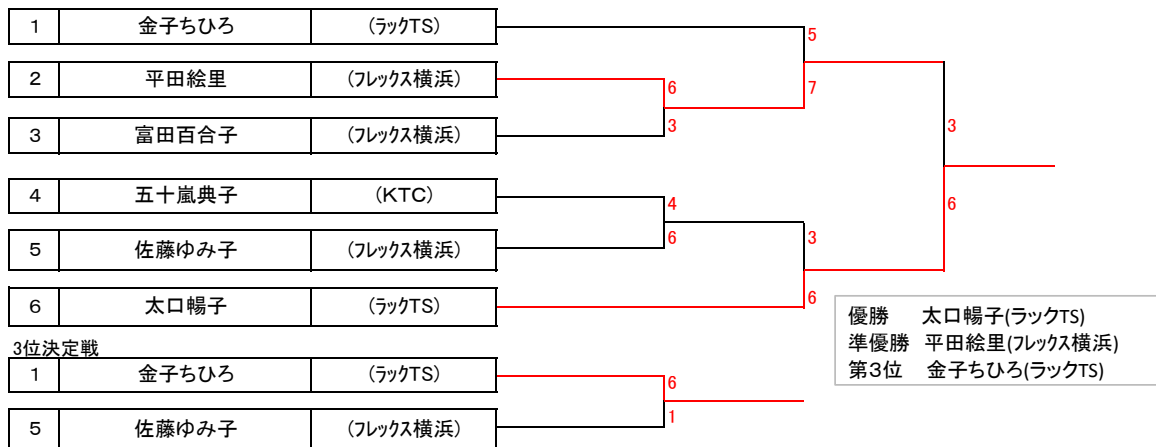 1 金子ちひろ (ラックTS)
5
2 平田絵里 (フレックス横浜)
6
7
3 富田百合子 (フレックス横浜)
3
3
4 五十嵐典子 (KTC)
4
6
5 佐藤ゆみ子 (フレックス横浜)
6
3
6 太口暢子 (ラックTS)
6
優勝 太口暢子(ラックTS)
準優勝 平田絵里(フレックス横浜)
第3位 金子ちひろ(ラックTS)
3位決定戦
1 金子ちひろ (ラックTS)
6
5 佐藤ゆみ子 (フレックス横浜)
1